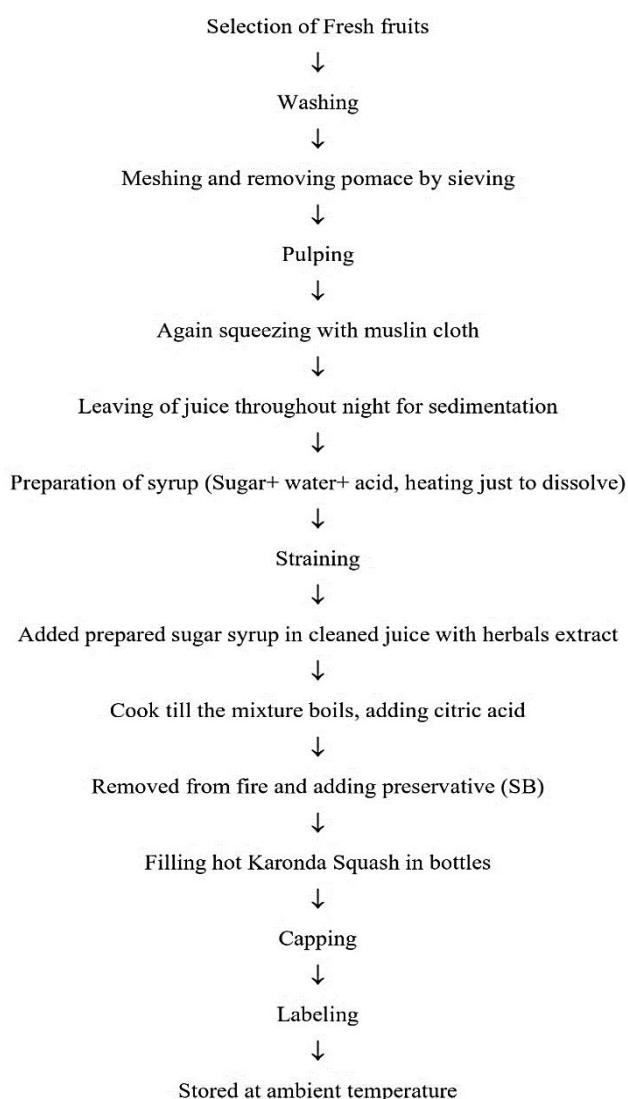 Selection of Fresh fruits
↓
Washing
↓
Meshing and removing pomace by sieving
↓
Pulping
↓
Again squeezing with muslin cloth
↓
Leaving of juice throughout night for sedimentation
↓
Preparation of syrup (Sugar+ water+ acid, heating just to dissolve)
↓
Straining
↓
Added prepared sugar syrup in cleaned juice with herbals extract
↓
Cook till the mixture boils, adding citric acid
↓
Removed from fire and adding preservative (SB)
↓
Filling hot Karonda Squash in bottles
↓
Capping
↓
Labeling
↓
Stored at ambient temperature